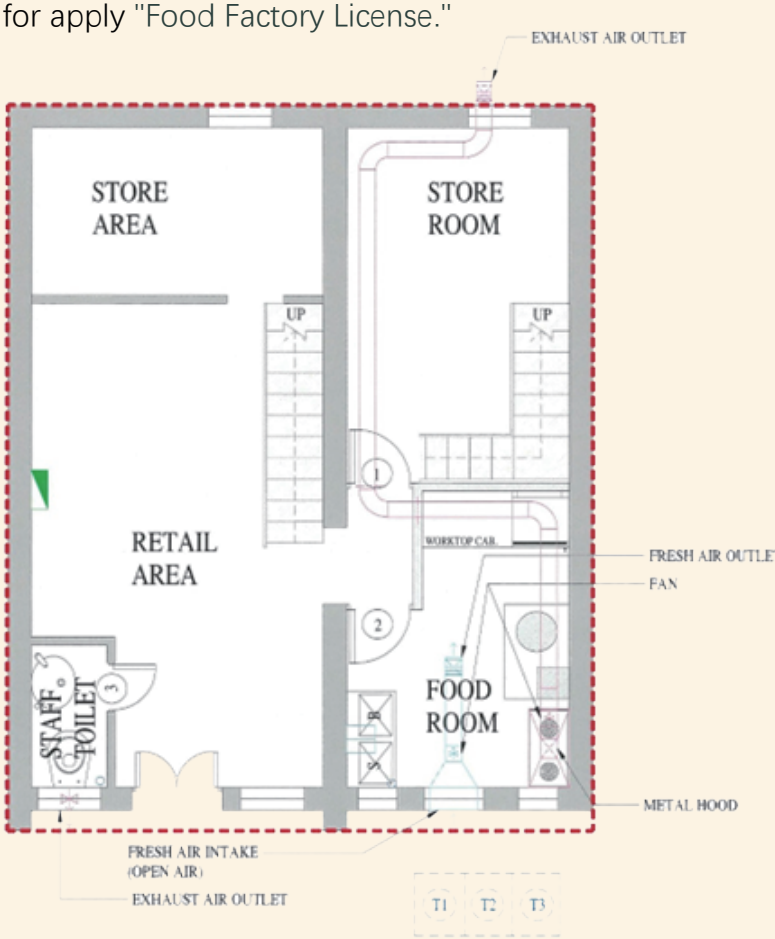 for apply "Food Factory License."
EXHAUST AIR OUTLET
STORE
AREA
STORE
ROOM
UP
UP
1
WORKTOP CAB.
RETAIL
AREA
FRESH AIR OUTLE
FAN
2
3
STAFF
TOILET
FOOD
ROOM
B
S
METAL HOOD
FRESH AIR INTAKE
(OPEN AIR)
EXHAUST AIR OUTLET
T1 T2 T3